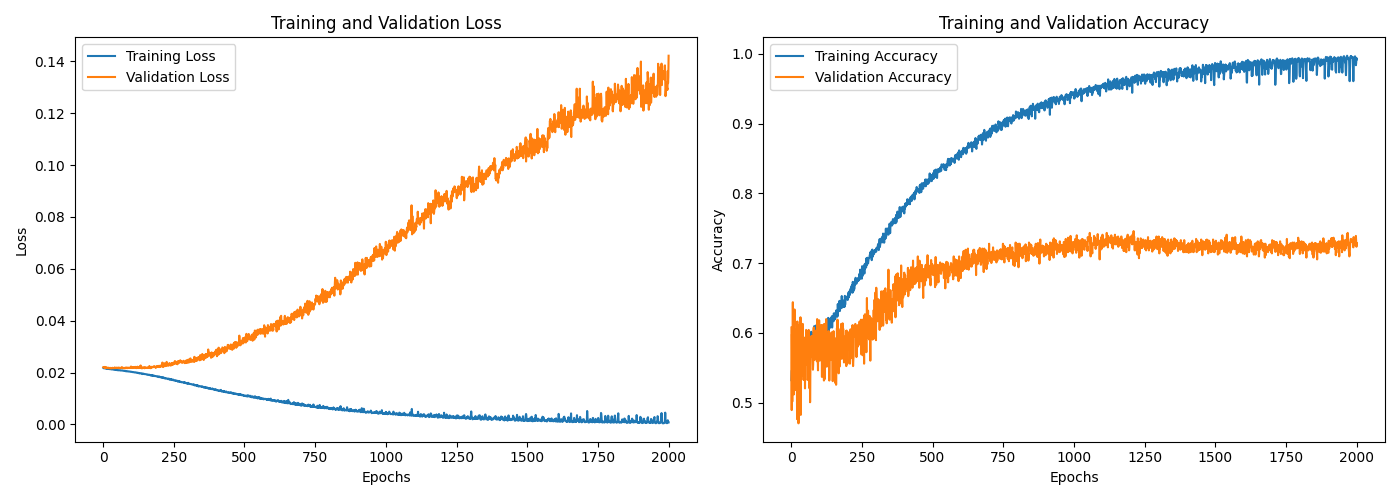 Training and Validation Loss
Training Loss
Validation Loss
0.14
0.12
0.10
0.08
0.06
0.04
0.02
0.00
Loss
0 250 500 750 1000 1250 1500 1750 2000
Epochs
Training and Validation Accuracy
Training Accuracy
Validation Accuracy
1.0
0.9
0.8
0.7
0.6
0.5
Accuracy
0 250 500 750 1000 1250 1500 1750 2000
Epochs